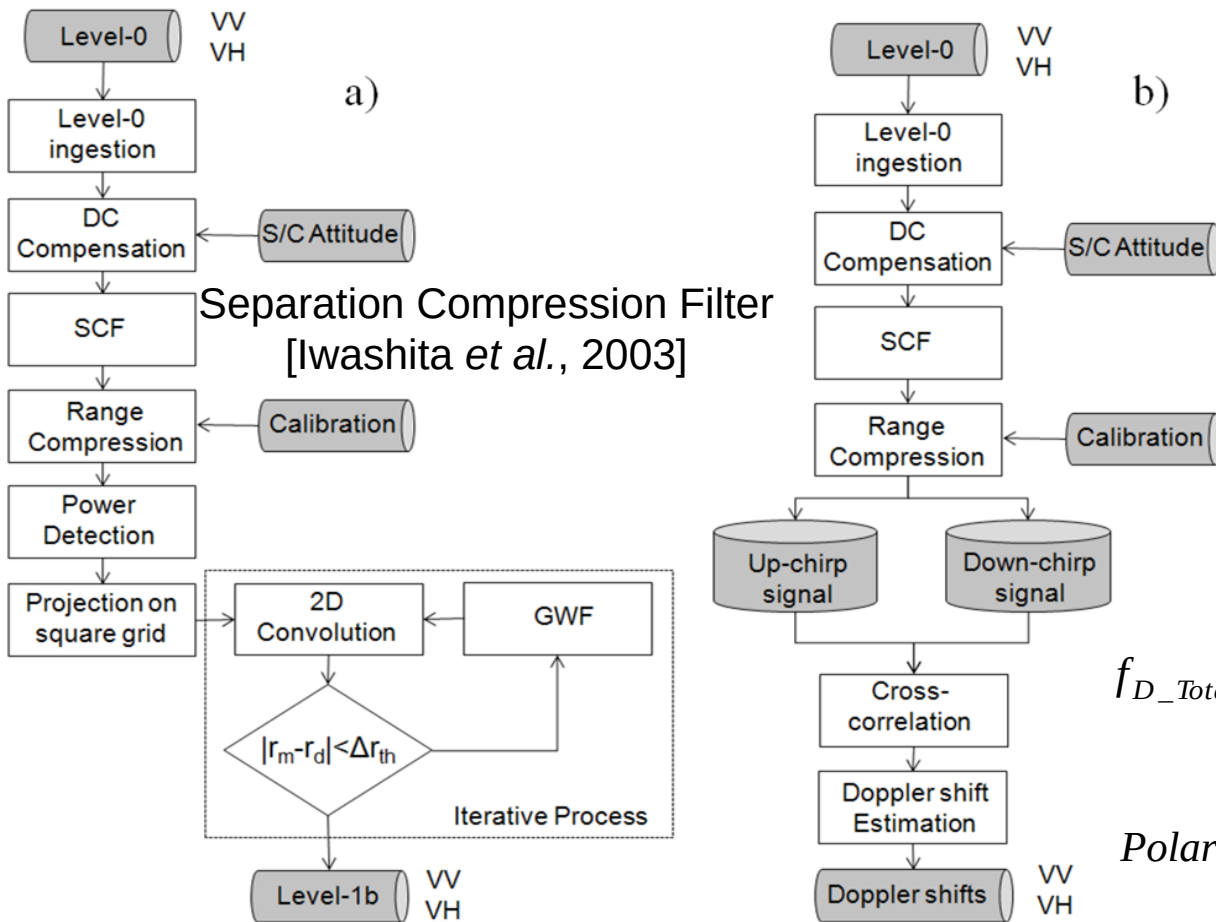 Level-0
VV
VH
a)
Level-0
ingestion
DC
Compensation
S/C Attitude
SCF
Separation Compression Filter
[Iwashita et al., 2003]
Range
Compression
Calibration
Power
Detection
Projection on
square grid
2D
Convolution
GWF
|rm-rd|<Δrth
Iterative Process
Level-1b
VV
VH
Level-0
VV
VH
b)
Level-0
ingestion
DC
Compensation
S/C Attitude
SCF
Range
Compression
Calibration
Up-chirp
signal
Down-chirp
signal
Cross-
correlation
Doppler shift
Estimation
Doppler shifts
VV
VH
f D_Tot
Polar